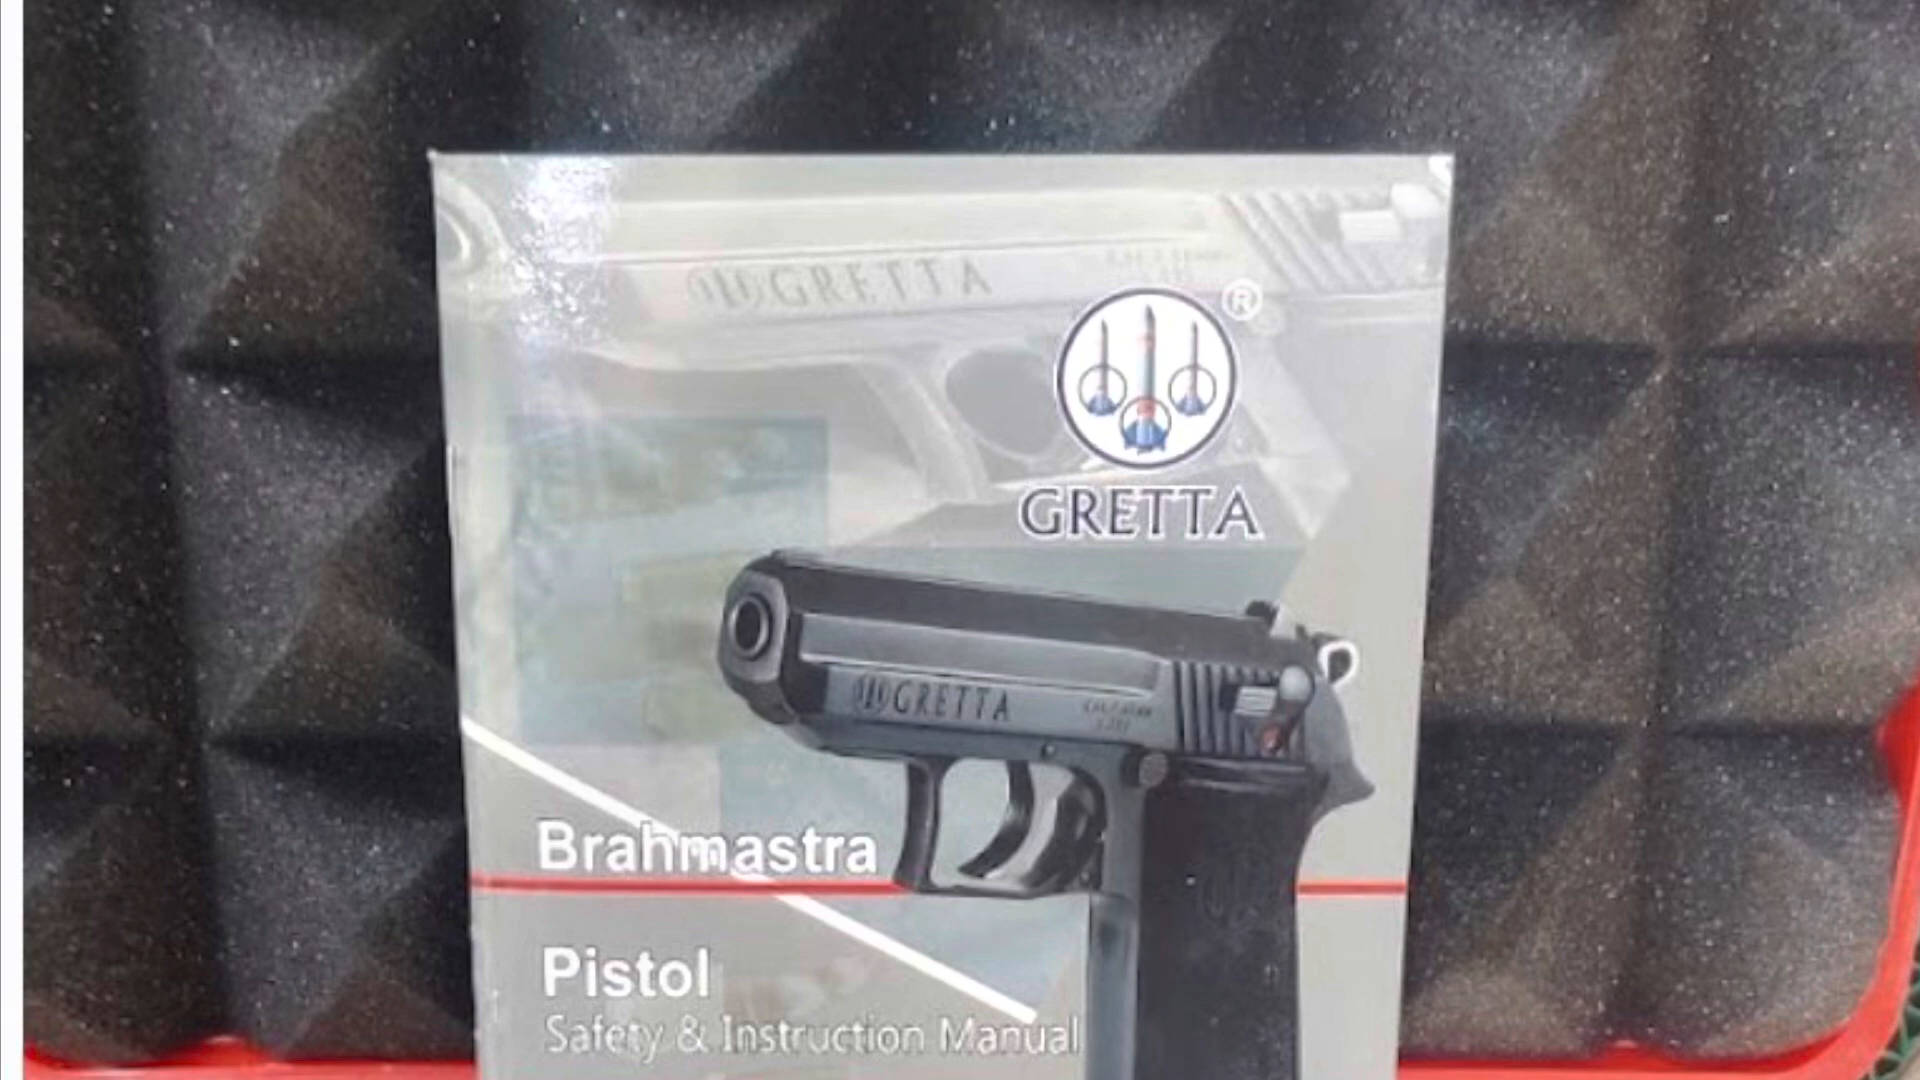 GRETTA
®
GRETTA
GRETTA
Brahmastra
Pistol
Safety & Instruction Manual